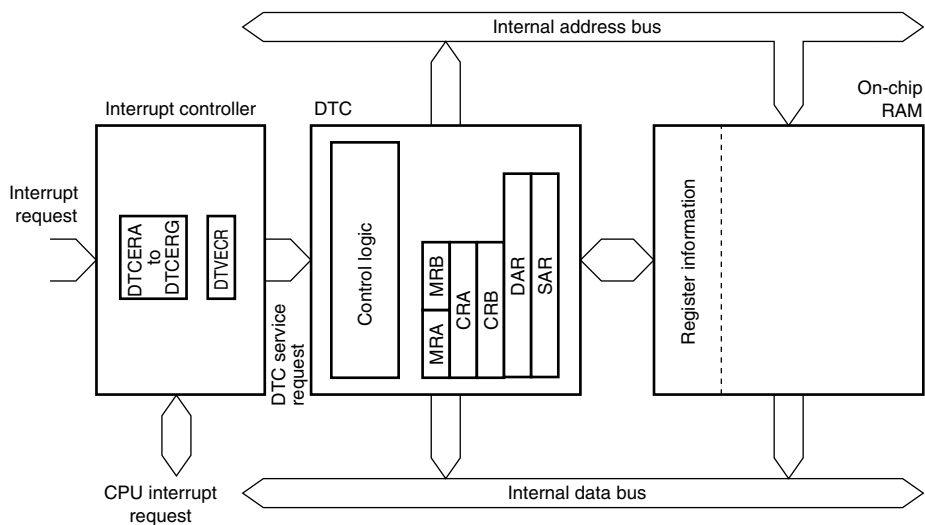 Internal address bus
On-chip
RAM
Interrupt controller
DTC
Interrupt
request
DTCERA
to
DTCERG
DTVECR
DTC service
request
Control logic
MRA
MRB
CRA
CRB
DAR
SAR
Register information
CPU interrupt
request
Internal data bus